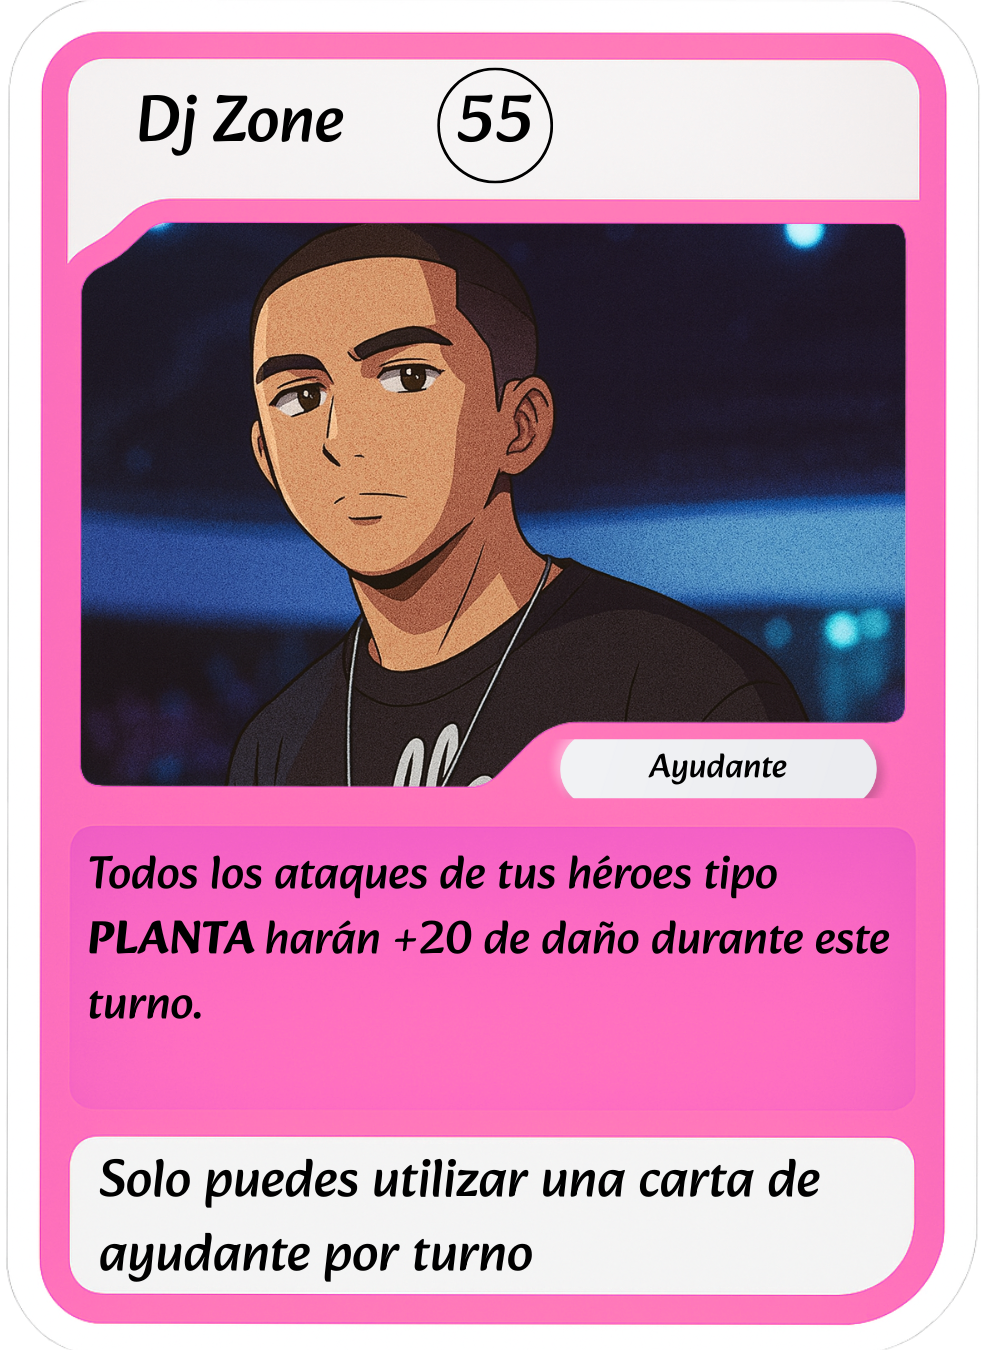 Dj Zone 55
Ayudante
Todos los ataques de tus héroes tipo
PLANTA harán +20 de daño durante este
turno.
Solo puedes utilizar una carta de
ayudante por turno